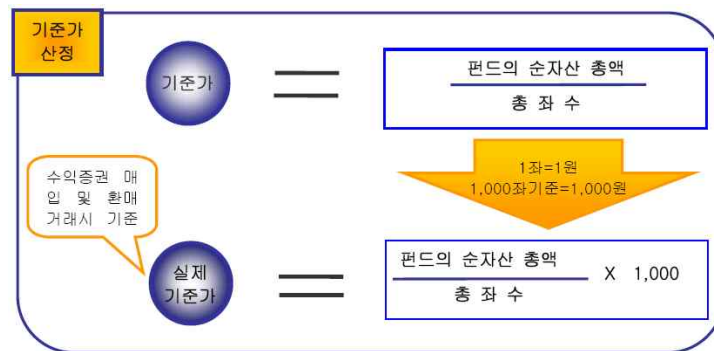 기준가
산정
기준가
펀드의 순자산 총액
총 좌 수
1좌=1원
1,000좌기준=1,000원
수익증권 매
입 및 환매
거래시 기준
실제
기준가
펀드의 순자산 총액
X 1,000
총 좌 수